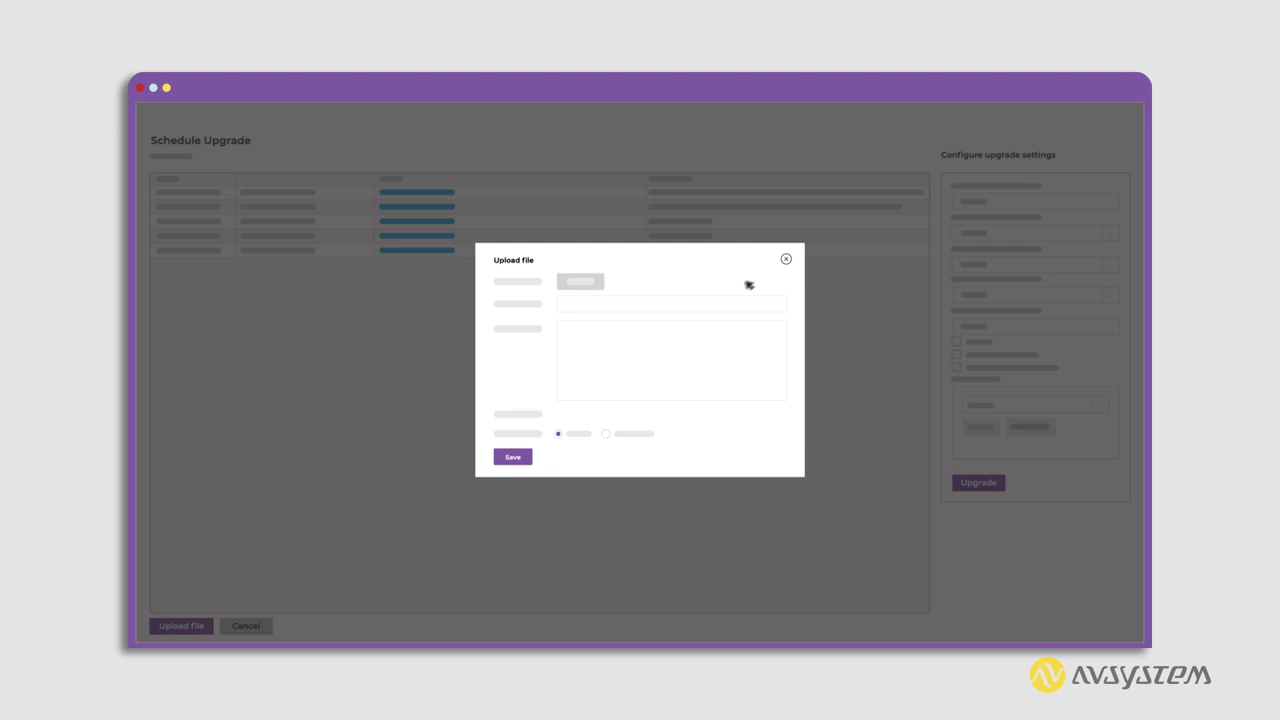 Schedule Upgrade
Configure upgrade settings
Upload file
Save
Upgrade
Upload file
Cancel
AVSYSTEM